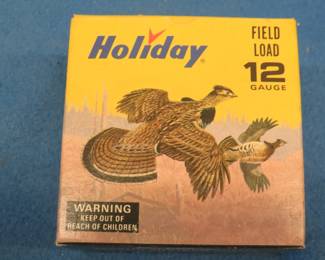 Holiday
FIELD
LOAD
12
GAUGE
WARNING
KEEP OUT OF
REACH OF CHILDREN